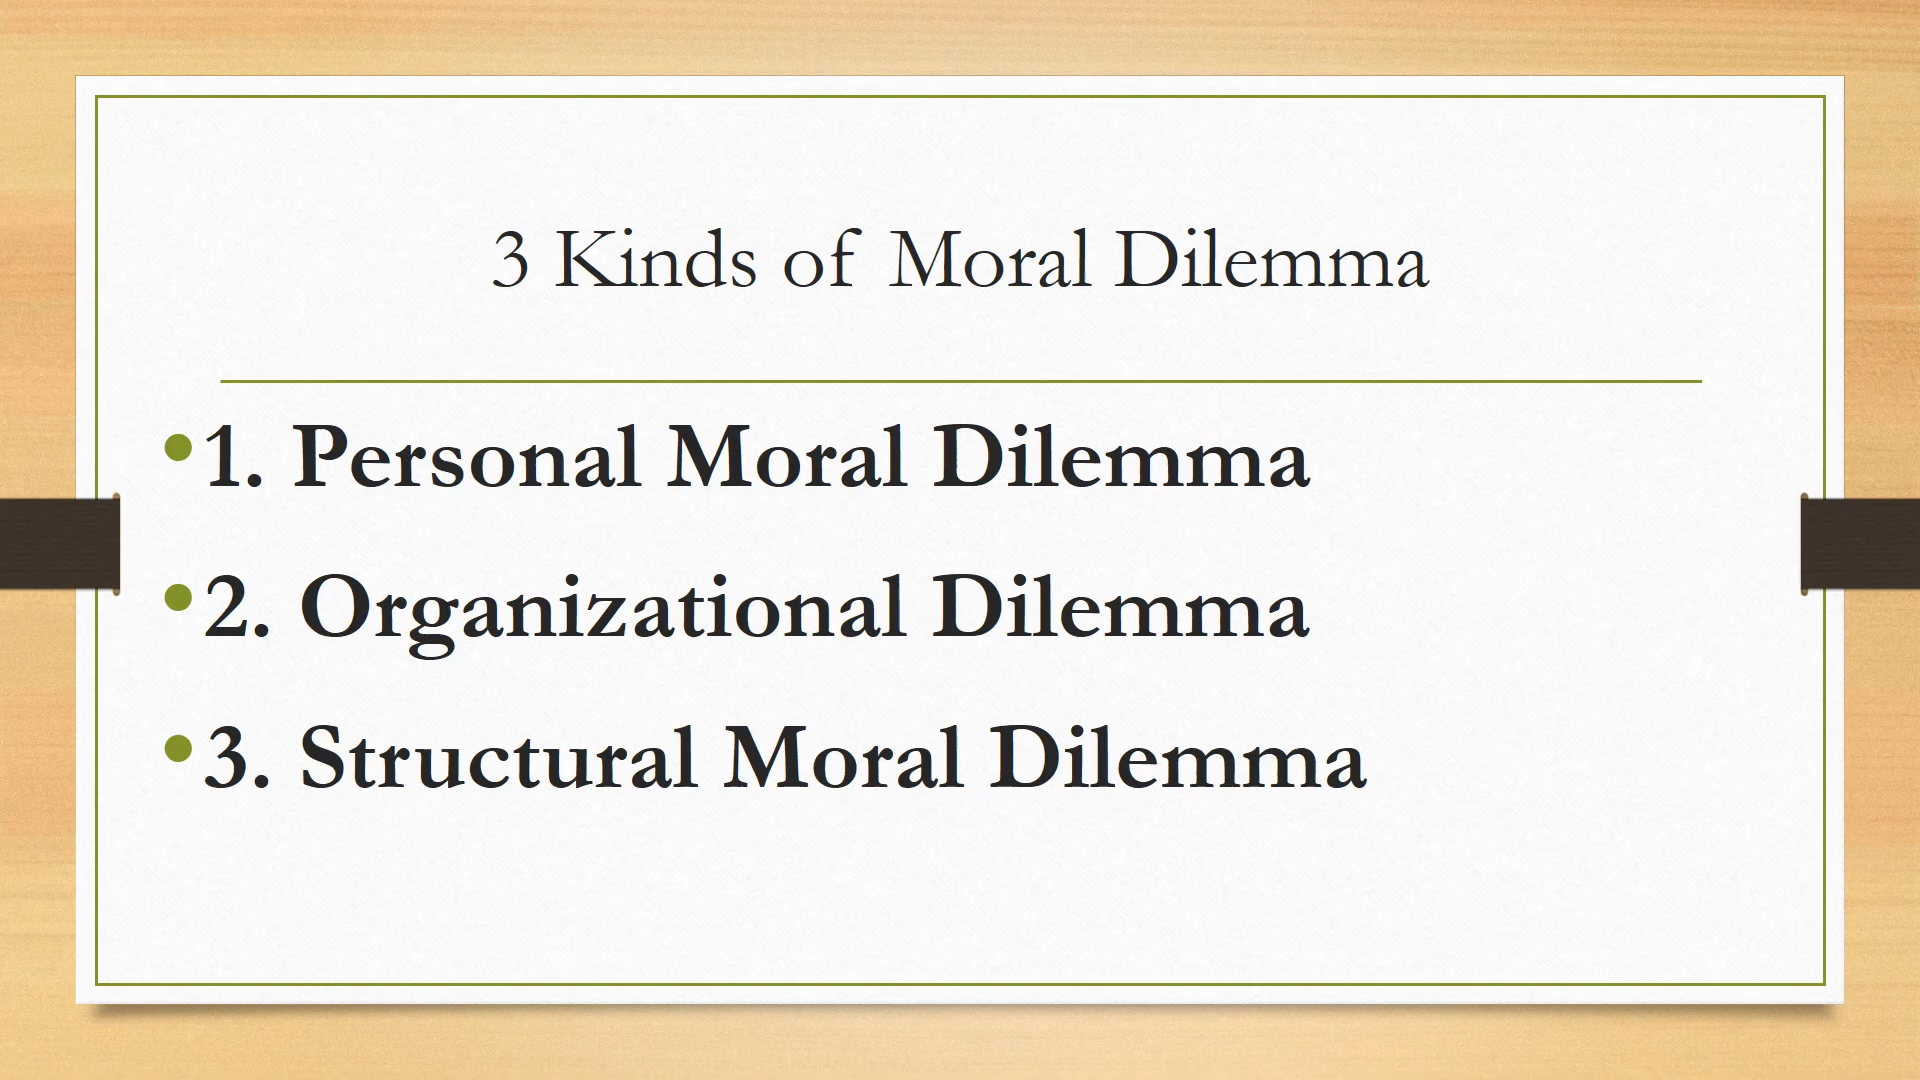 3 Kinds of Moral Dilemma
•1. Personal Moral Dilemma
•2. Organizational Dilemma
•3. Structural Moral Dilemma